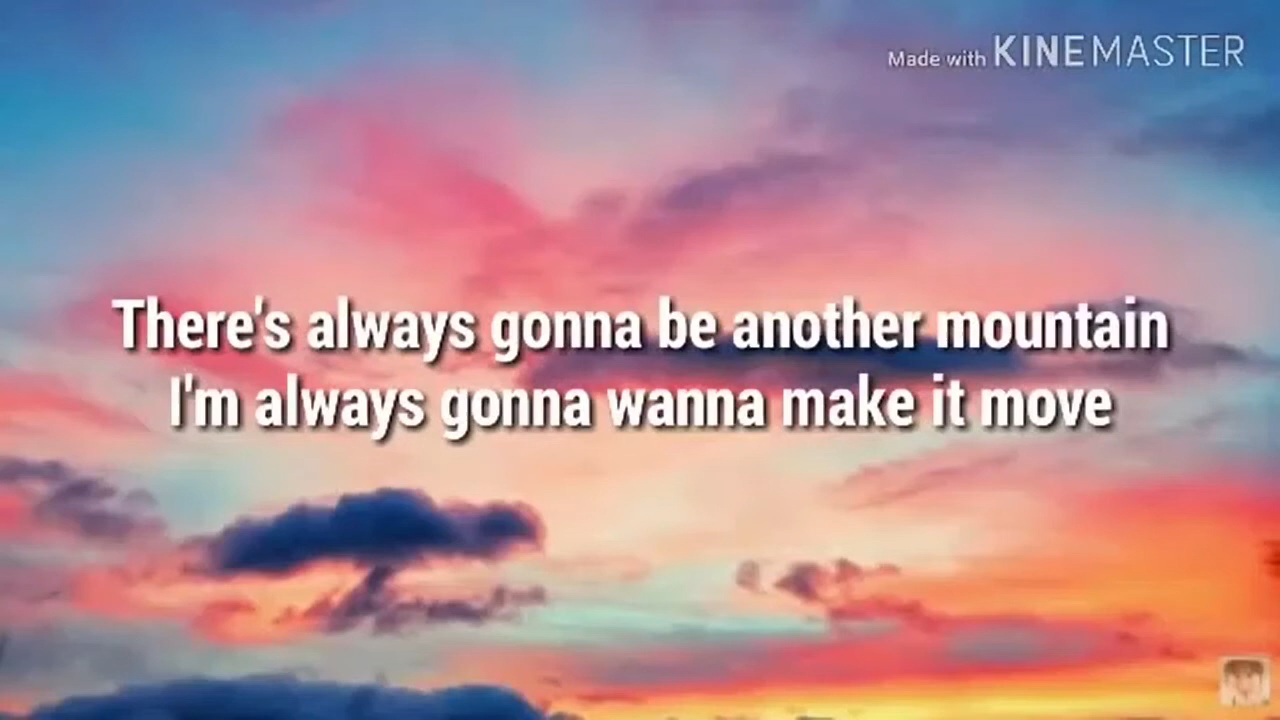 Made with KINEMASTER
There's always gonna be another mountain
I'm always gonna wanna make it move